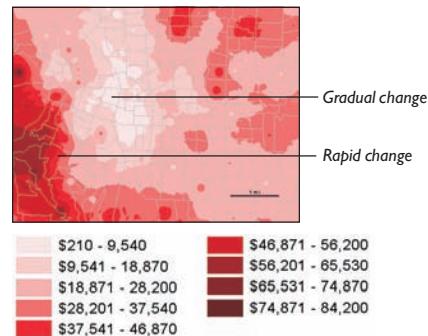 Gradual change
Rapid change
$210 - 9,540
$9,541 - 18,870
$18,871 - 28,200
$28,201 - 37,540
$37,541 - 46,870
$46,871 - 56,200
$56,201 - 65,530
$65,531 - 74,870
$74,871 - 84,200